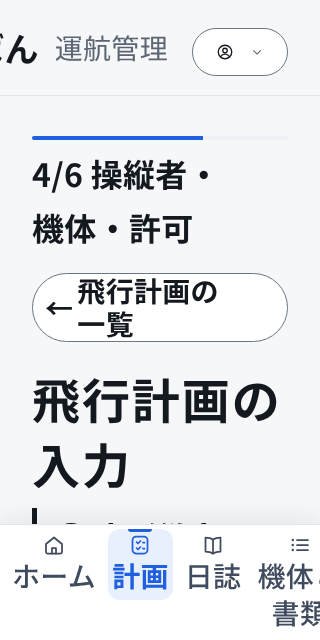 ん 運航管理
4/6 操縦者・
機体・許可
← 飛行計画の
一覧
飛行計画の
入力
ホーム 計画 日誌 機体
書類